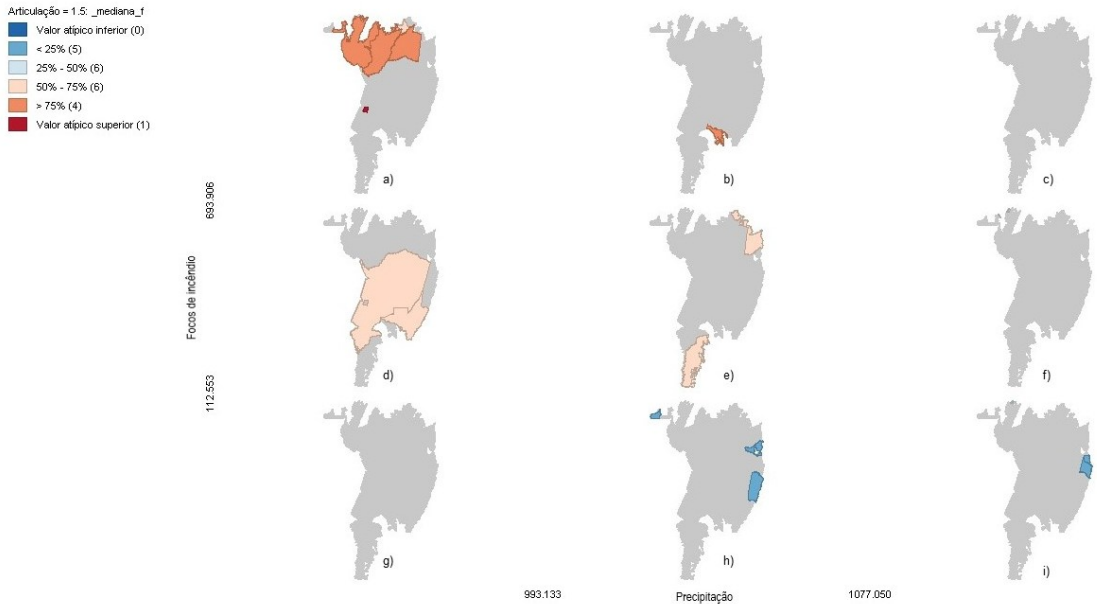 Articulação = 1.5: _mediana_f
Valor atípico inferior (0)
< 25% (5)
25% - 50% (6)
50% - 75% (6)
> 75% (4)
Valor atípico superior (1)
a)
b)
c)
693.906
Focos de incêndio
d)
e)
f)
112.553
g)
h)
i)
993.133
Precipitação
1077.050